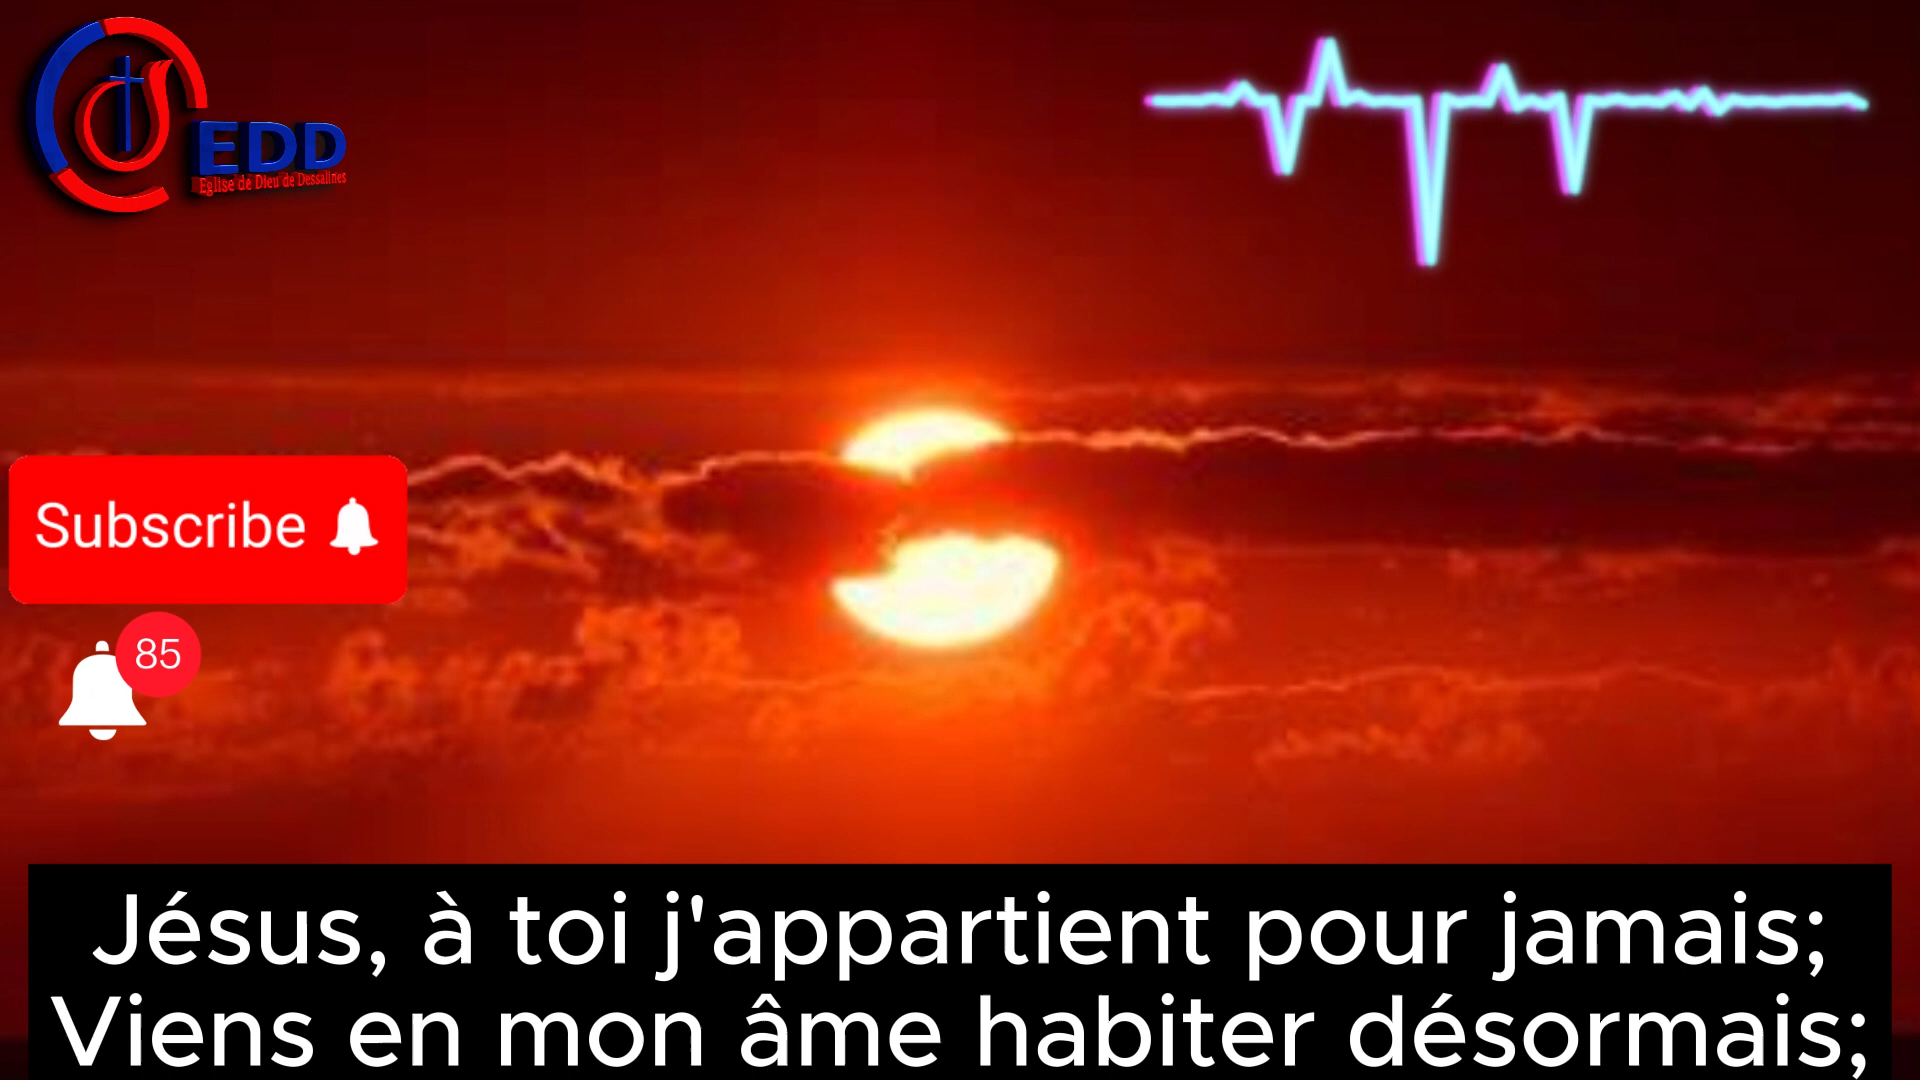 EDD
Eglise de Dieu de Dessalines
Subscribe
85
Jésus, à toi j'appartient pour jamais;
Viens en mon âme habiter désormais;